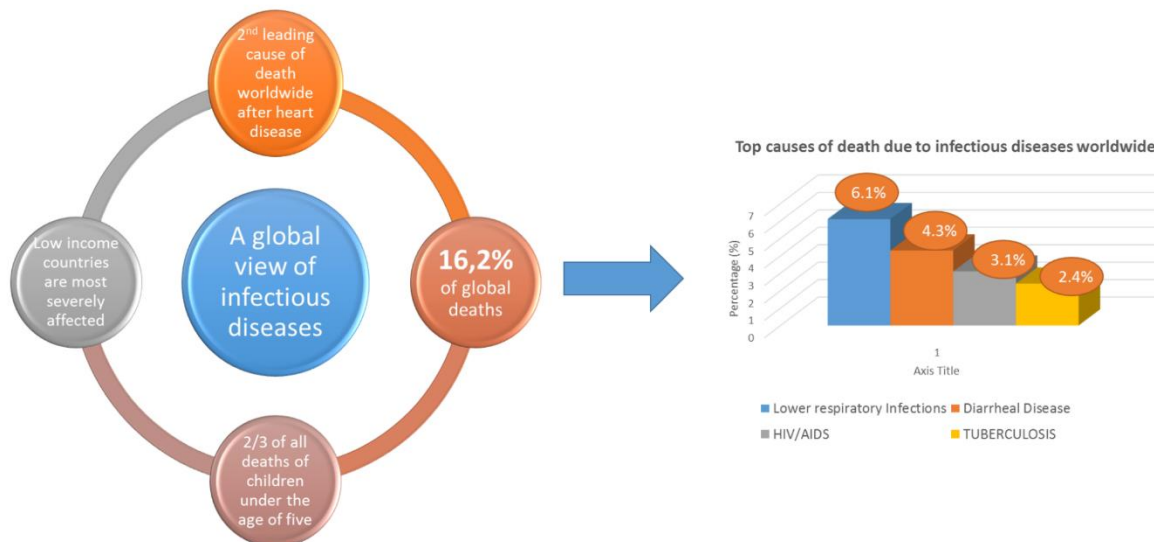 2nd leading
cause of
death
worldwide
after heart
disease
A global
view of
infectious
diseases
Low income
countries
are most
severely
affected
16,2%
of global
deaths
2/3 of all
deaths of
children
under the
age of five
Top causes of death due to infectious diseases worldwide
6.1%
4.3%
3.1%
2.4%
7
6
5
4
3
2
1
0
Percentage (%)
1
Axis Title
Lower respiratory Infections
Diarrheal Disease
HIV/AIDS
TUBERCULOSIS